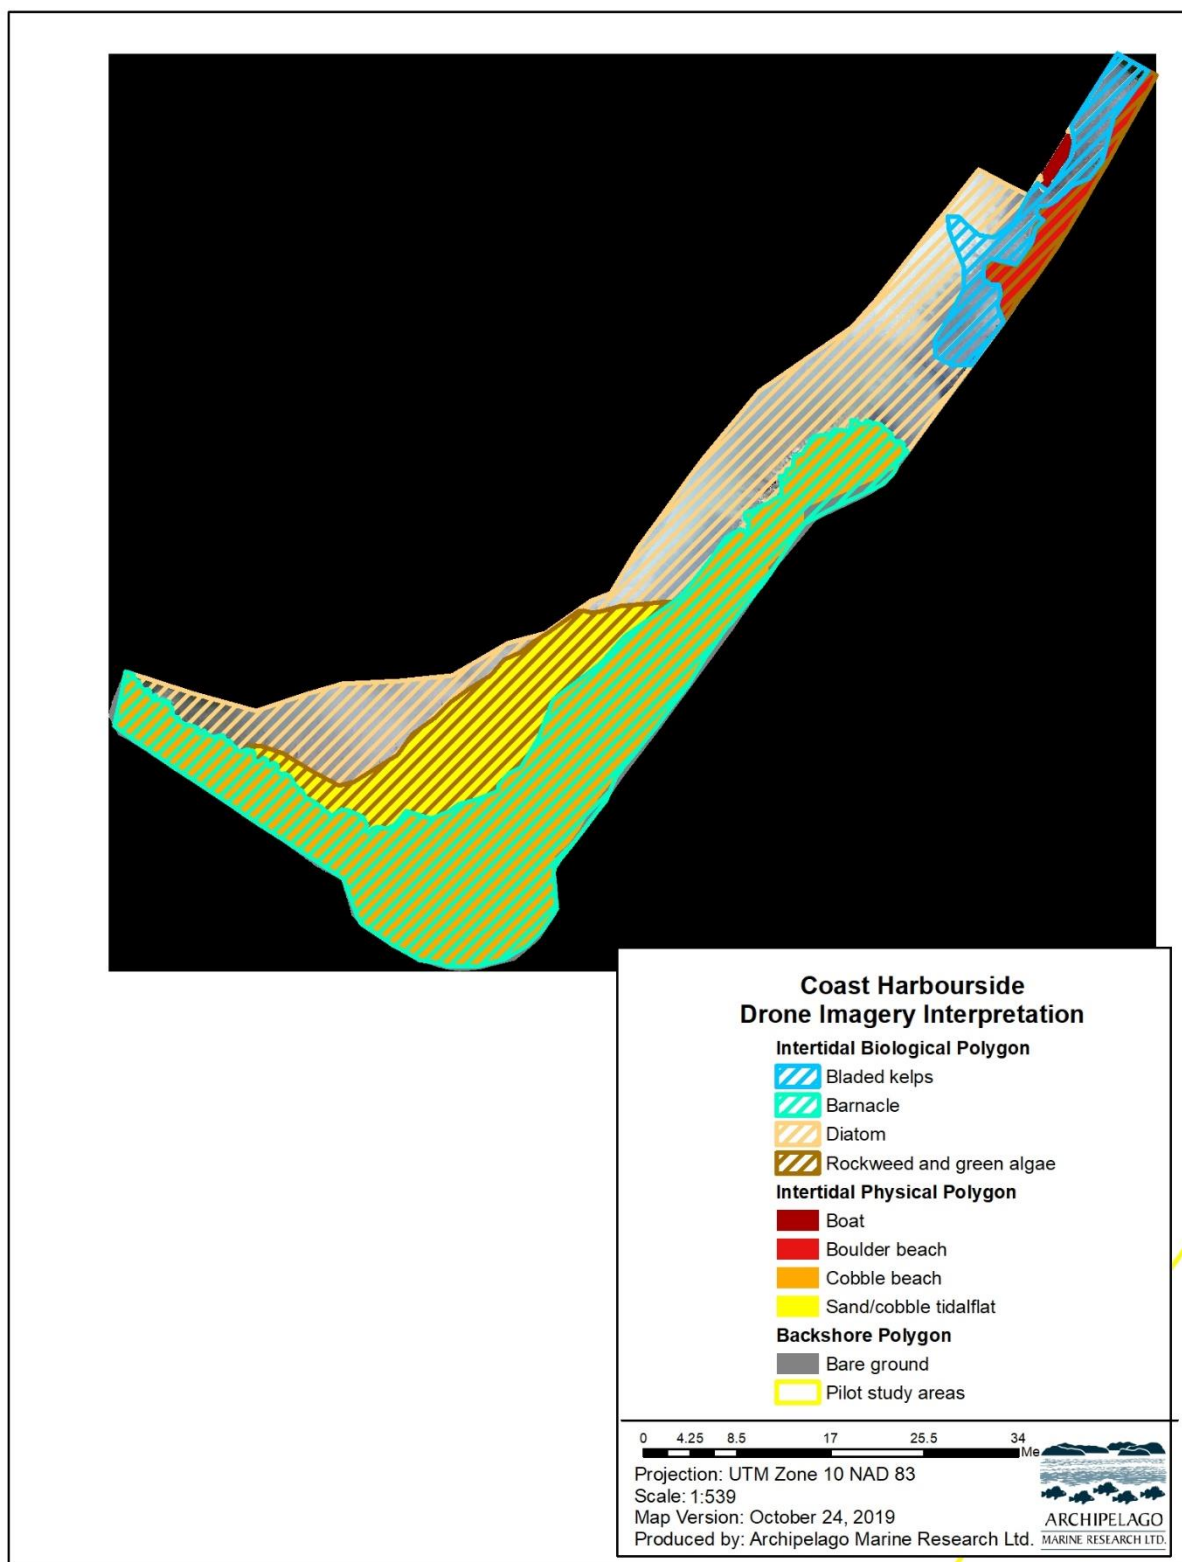 Coast Harbourside
Drone Imagery Interpretation
Intertidal Biological Polygon
Bladed kelps
Barnacle
Diatom
Rockweed and green algae
Intertidal Physical Polygon
Boat
Boulder beach
Cobble beach
Sand/cobble tidalflat
Backshore Polygon
Bare ground
Pilot study areas
0 4.25 8.5 17 25.5 34
Me
Projection: UTM Zone 10 NAD 83
Scale: 1:539
Map Version: October 24, 2019
Produced by: Archipelago Marine Research Ltd.
ARCHIPELAGO
MARINE RESEARCH LTD.